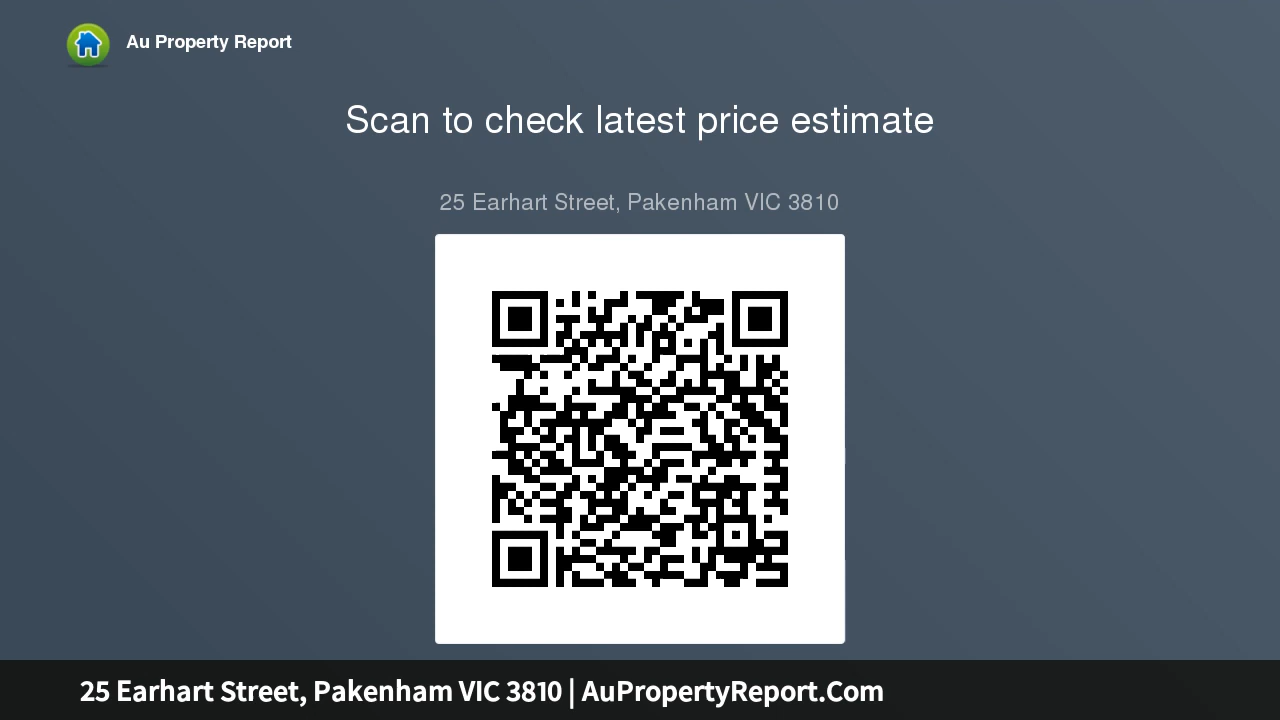 Au Property Report
Scan to check latest price estimate
25 Earhart Street, Pakenham VIC 3810
25 Earhart Street, Pakenham VIC 3810 | AuPropertyReport.Com